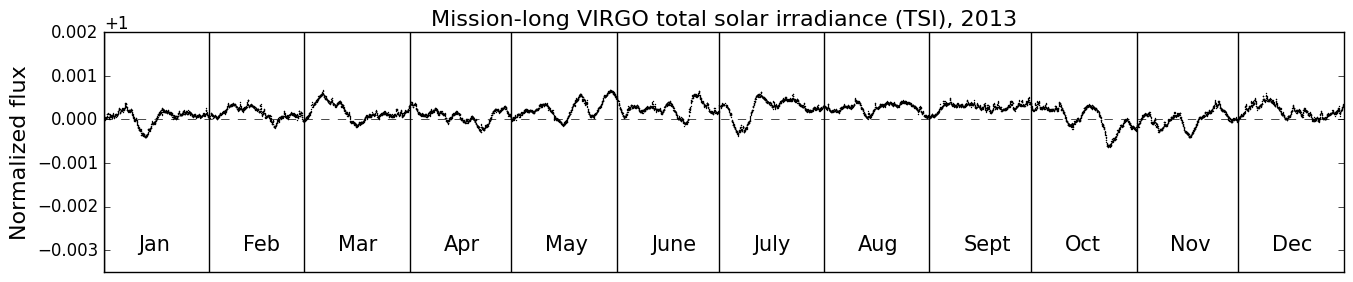 Mission-long VIRGO total solar irradiance (TSI), 2013
+1
Normalized flux
0.002
0.001
0.000
−0.001
−0.002
−0.003
Jan Feb Mar Apr May June July Aug Sept Oct Nov Dec